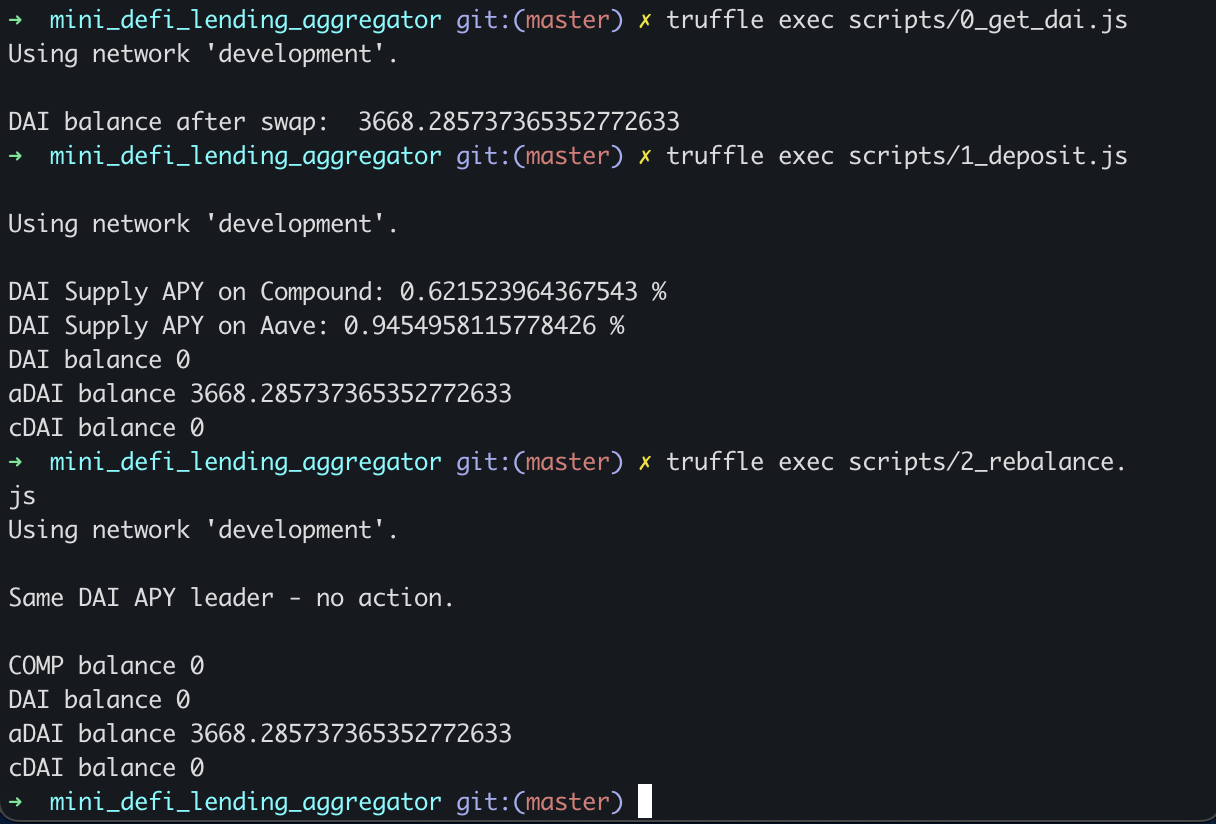 ➜  mini_defi_lending_aggregator git:(master) ✗ truffle exec scripts/0_get_dai.js
Using network 'development'.
DAI balance after swap:  3668.285737365352772633
➜  mini_defi_lending_aggregator git:(master) ✗ truffle exec scripts/1_deposit.js
Using network 'development'.
DAI Supply APY on Compound: 0.621523964367543 %
DAI Supply APY on Aave: 0.9454958115778426 %
DAI balance 0
aDAI balance 3668.285737365352772633
cDAI balance 0
➜  mini_defi_lending_aggregator git:(master) ✗ truffle exec scripts/2_rebalance.
js
Using network 'development'.
Same DAI APY leader - no action.
COMP balance 0
DAI balance 0
aDAI balance 3668.285737365352772633
cDAI balance 0
➜  mini_defi_lending_aggregator git:(master)